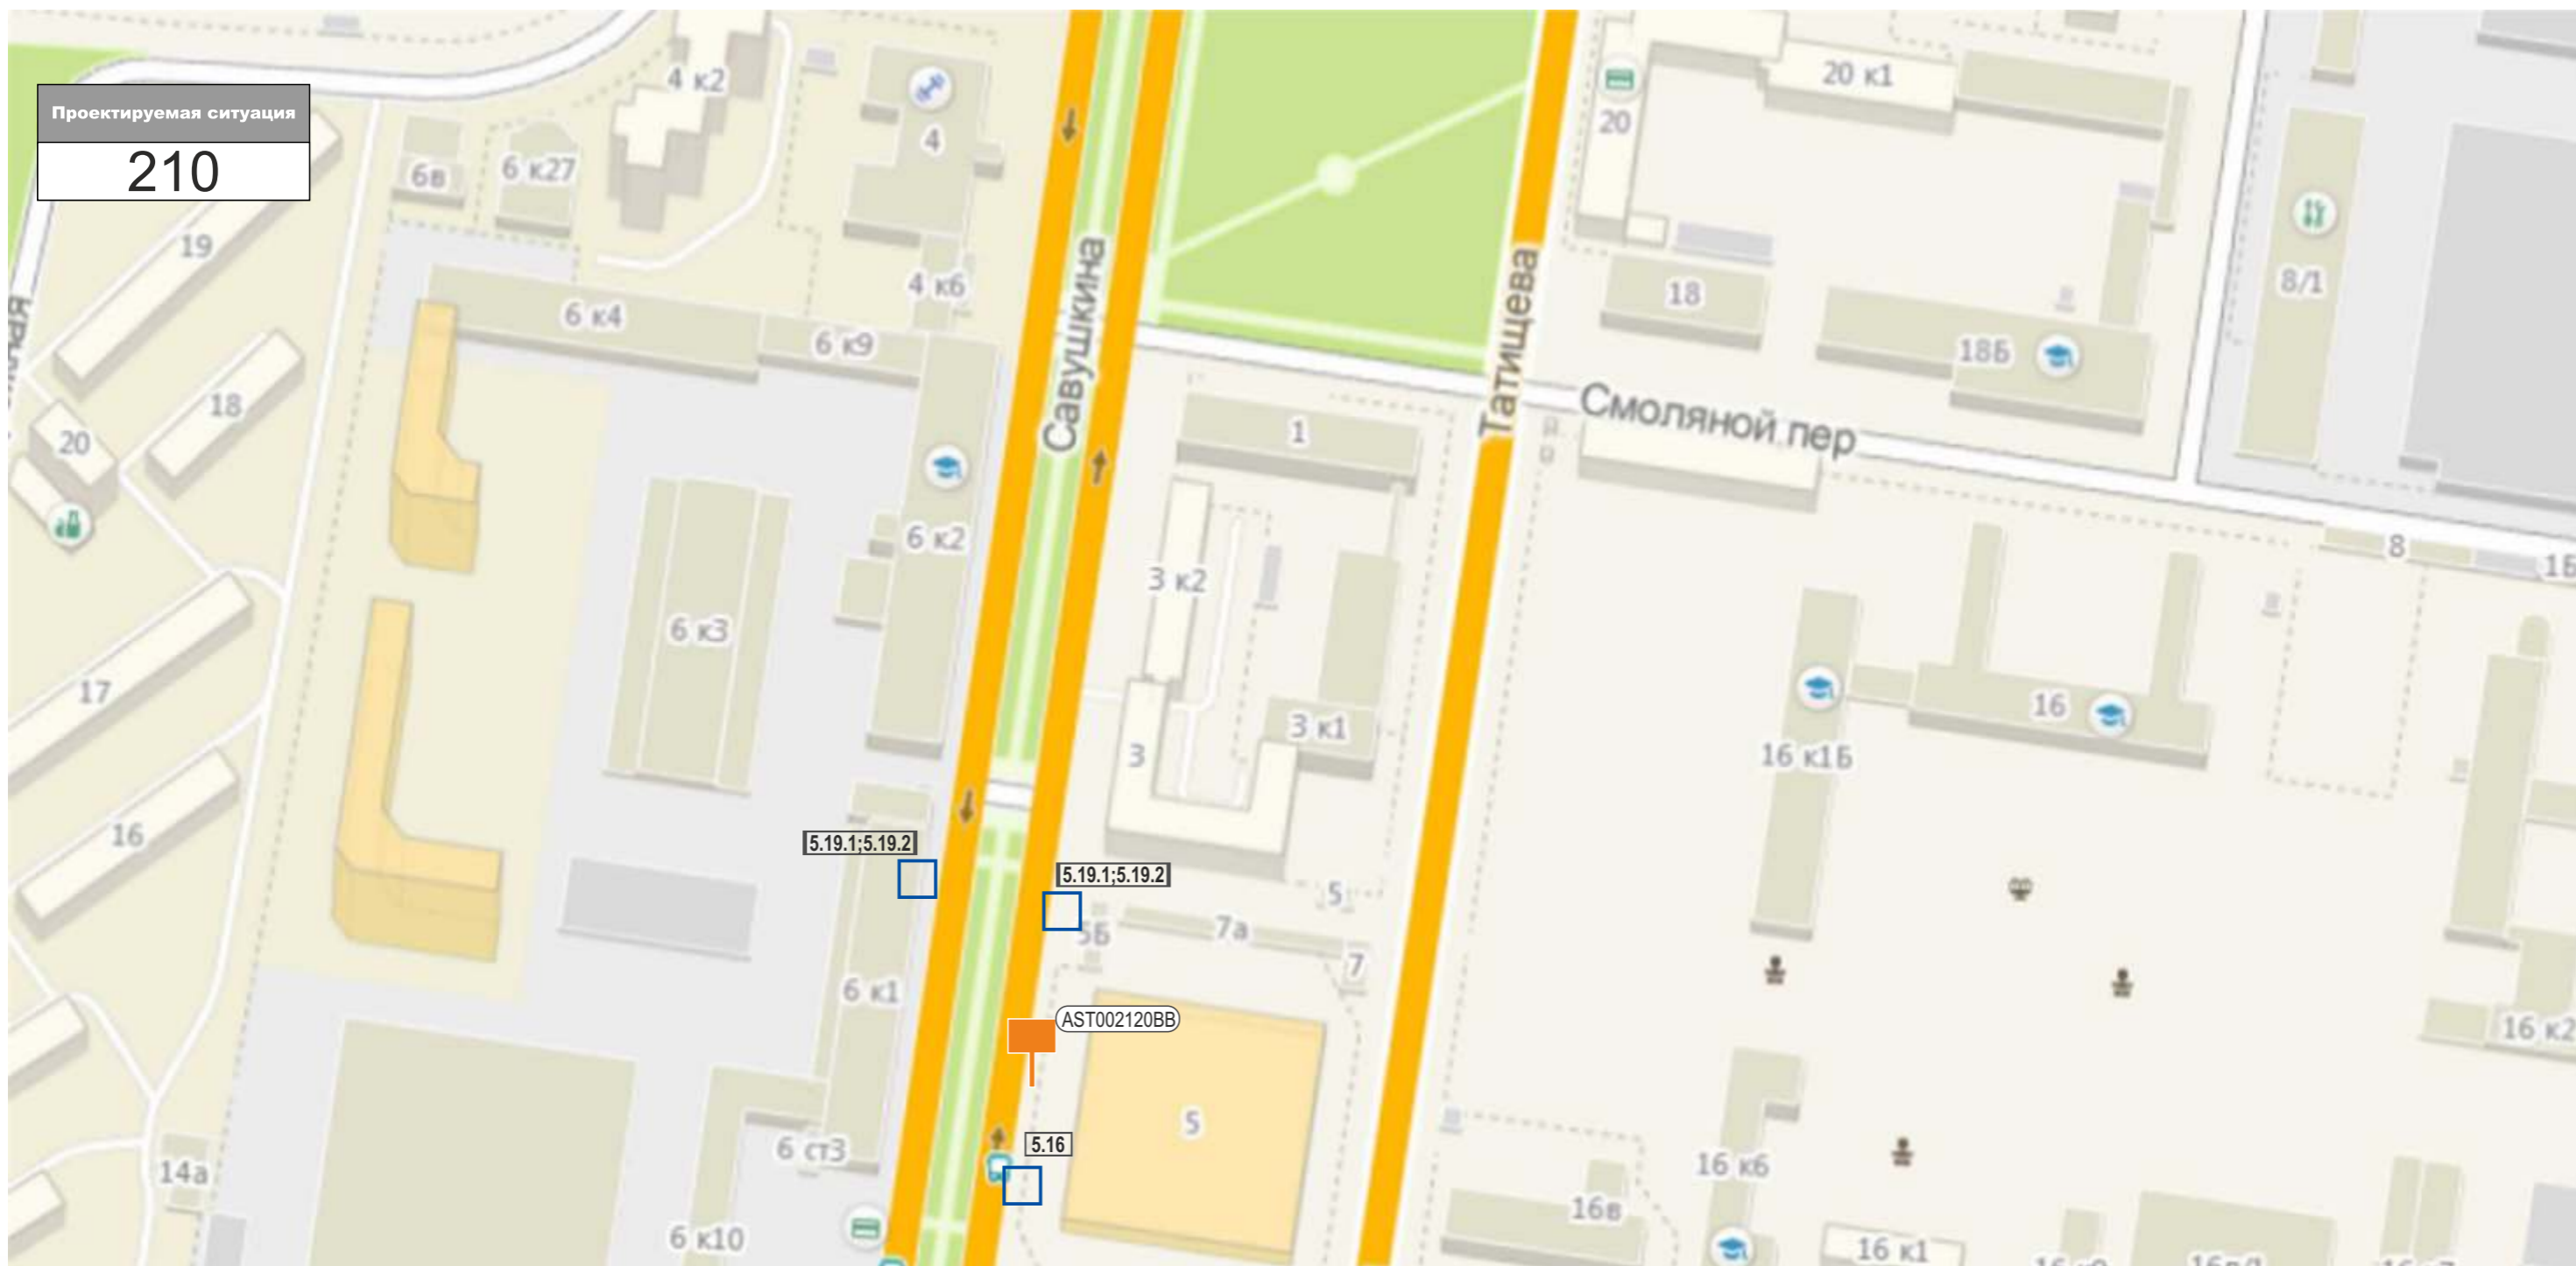 Проектируемая ситуация
210
4 к2
4
20
20 к1
6в
6 к27
19
4 к6
Савушкина
Татищева
18
8/1
6 к4
6 к9
18Б
Смоляной пер
18
20
1
6 к2
3 к2
8
1Б
6 к3
17
16
3 к1
3
16 к1Б
16
5.19.1;5.19.2
5.19.1;5.19.2
5
5Б
7а
7
6 к1
AST002120BB
16 к2
5
5.16
6 ст3
14а
16 к6
16в
6 к10
16 к1